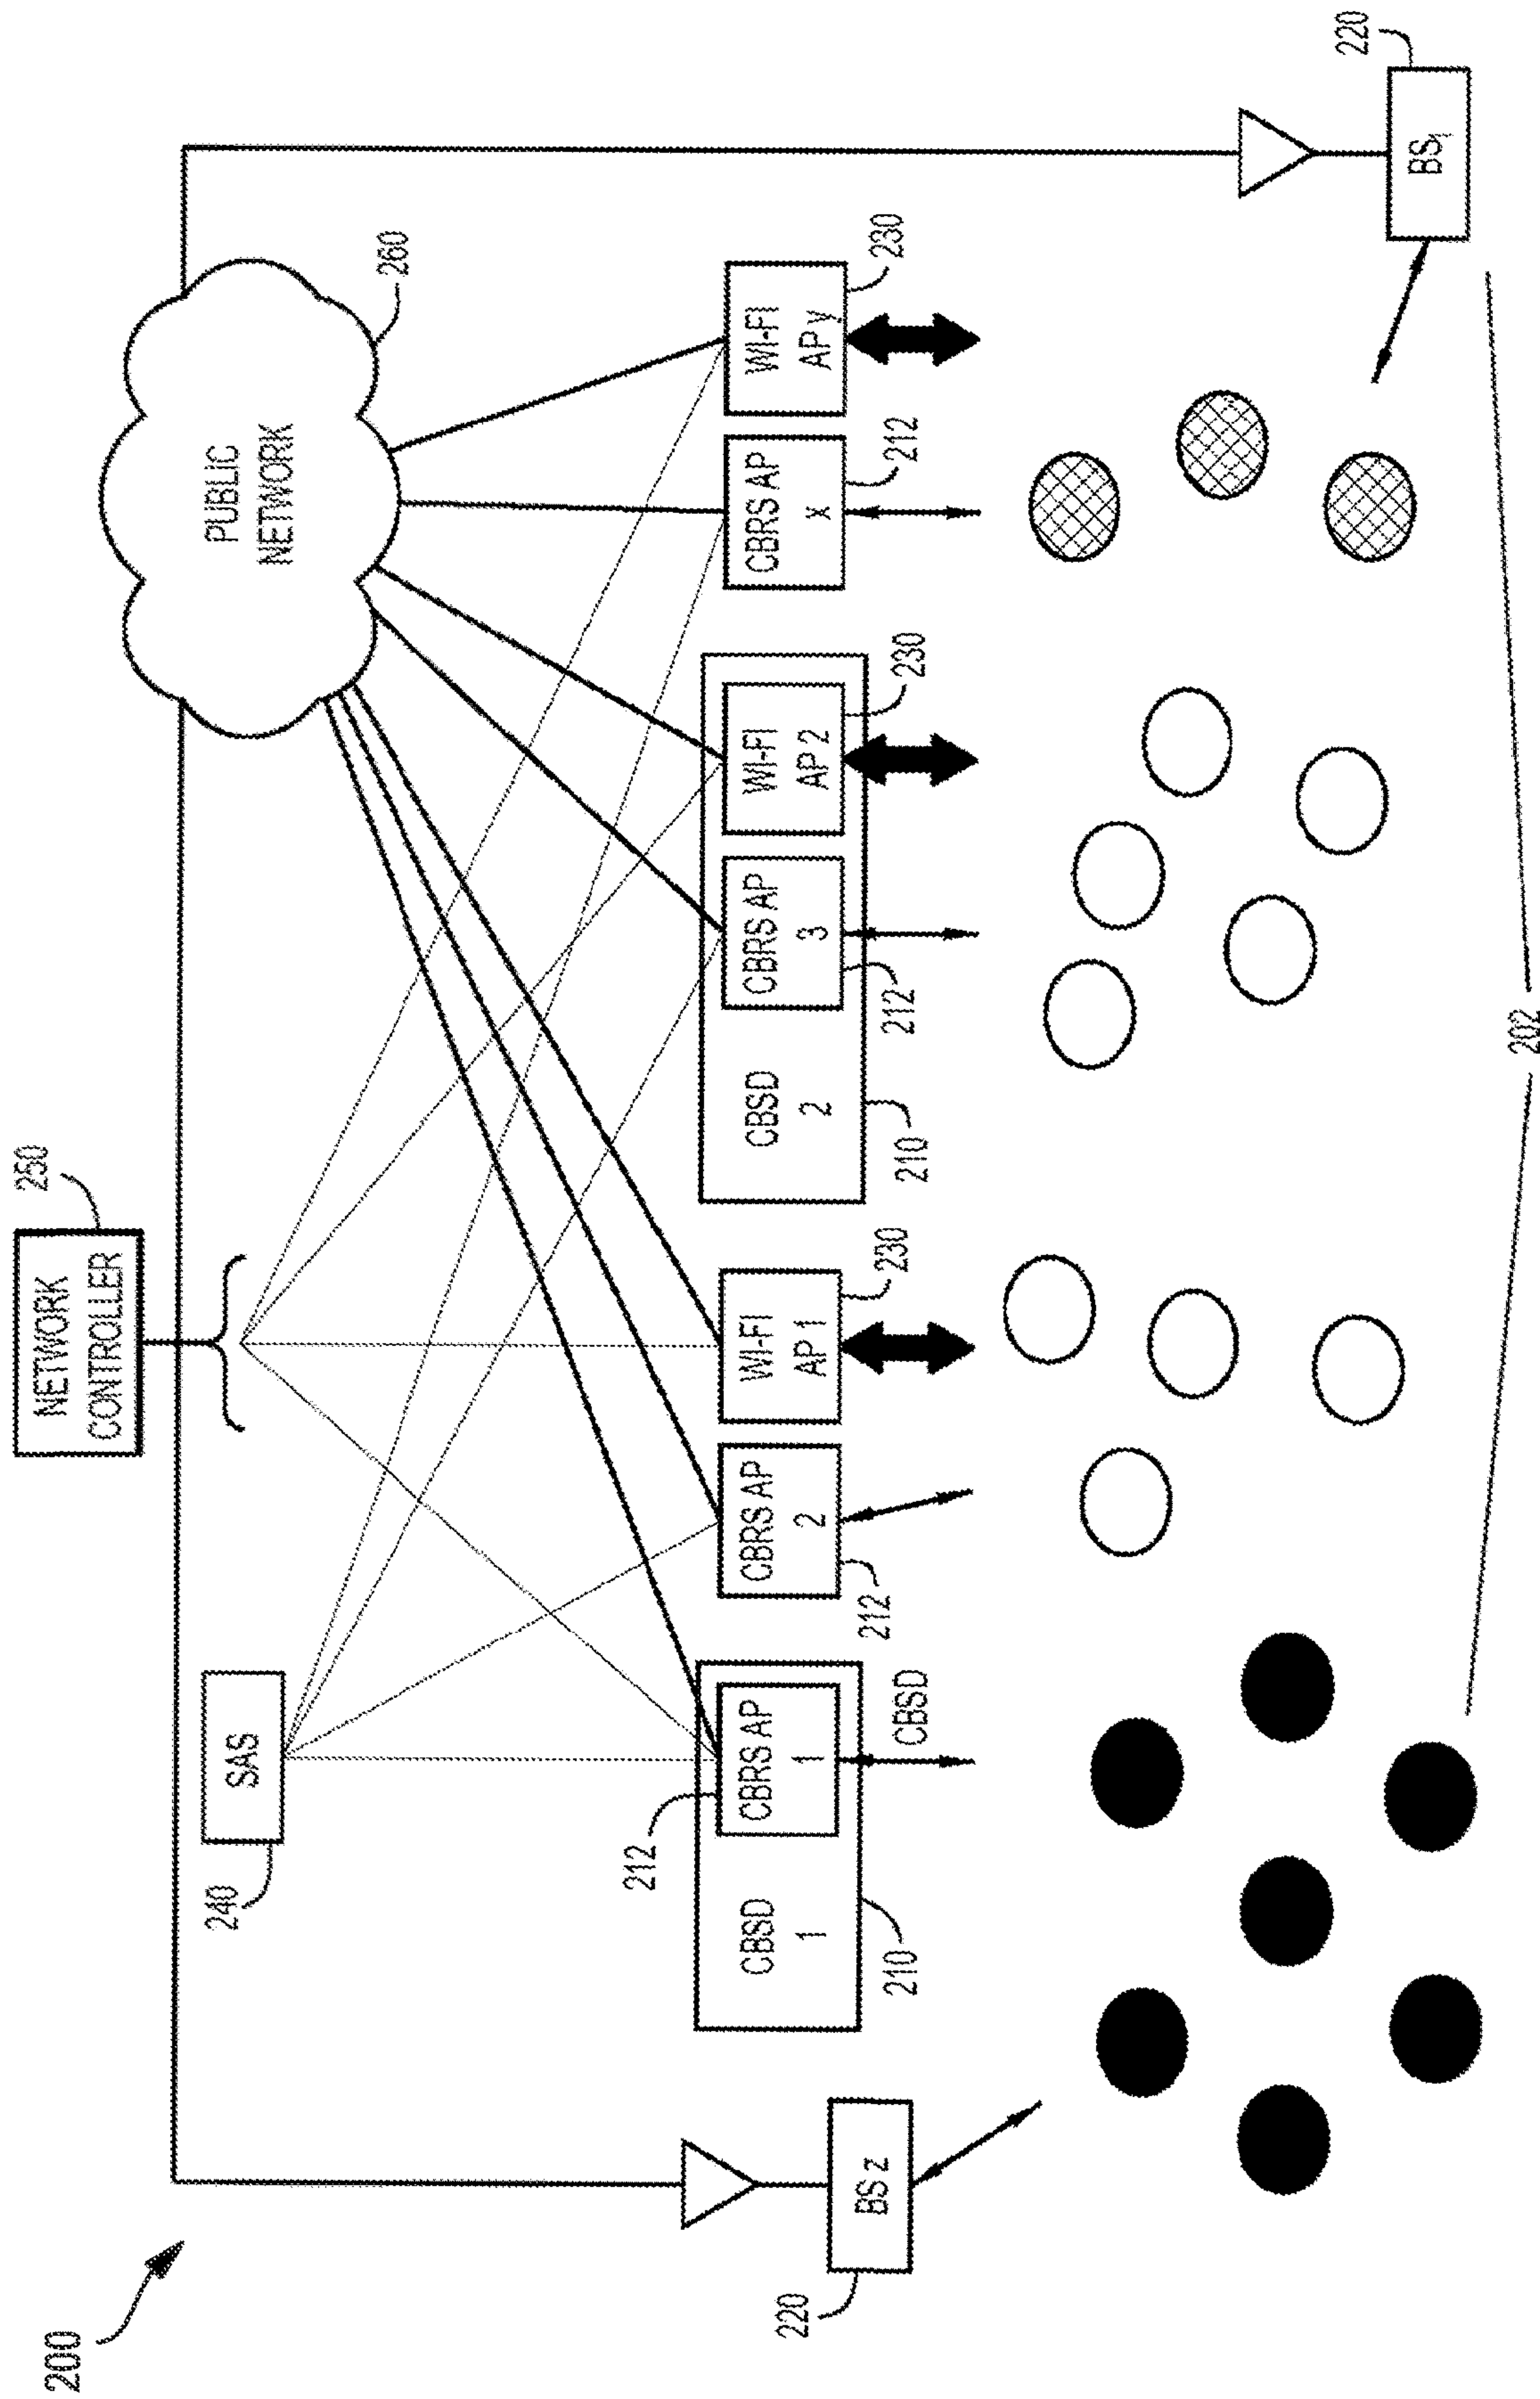 200
NETWORK
CONTROLLER
250
SAS
240
PUBLIC
NETWORK
260
CBSD
1
210
CBRS AP
1
212
CBSD
CBRS AP
2
212
WI-FI
AP 1
230
CBSD
2
210
CBRS AP
3
212
WI-FI
AP 2
230
CBRS AP
x
212
WI-FI
AP y
230
BS z
220
BS1
220
202